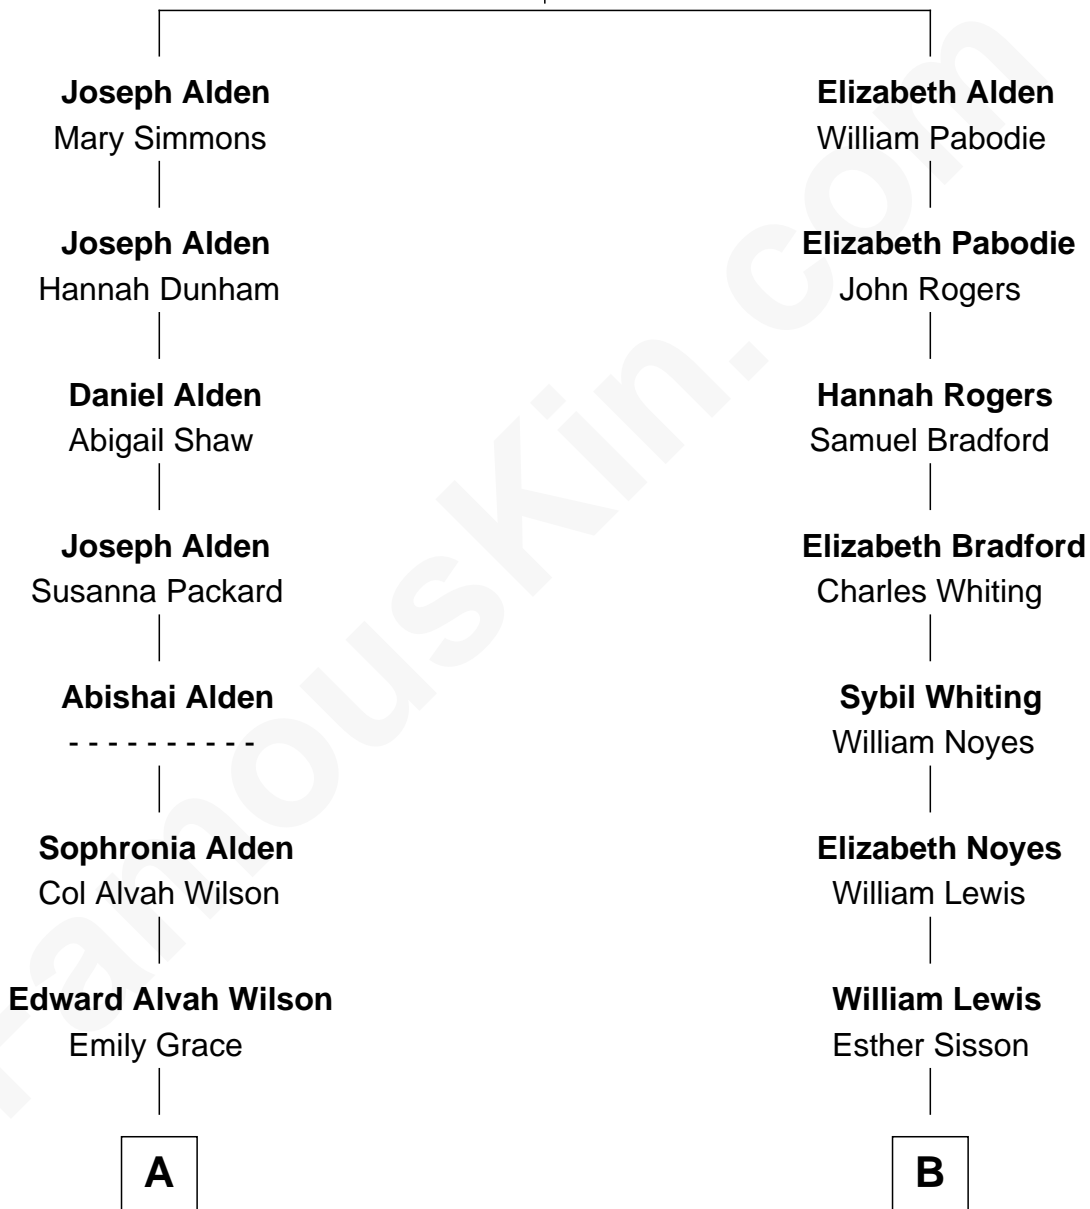 Joseph Alden
Mary Simmons
Joseph Alden
Hannah Dunham
Daniel Alden
Abigail Shaw
Joseph Alden
Susanna Packard
Abishai Alden
- - - - - - - - - -
Sophronia Alden
Col Alvah Wilson
Edward Alvah Wilson
Emily Grace
A
Elizabeth Alden
William Pabodie
Elizabeth Pabodie
John Rogers
Hannah Rogers
Samuel Bradford
Elizabeth Bradford
Charles Whiting
Sybil Whiting
William Noyes
Elizabeth Noyes
William Lewis
William Lewis
Esther Sisson
B
FamousKin.com